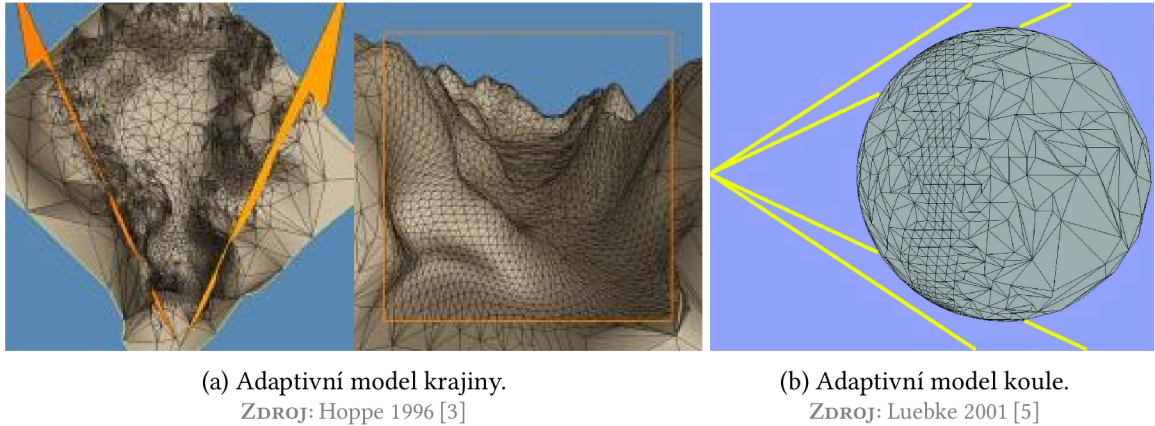 (a) Adaptivní model krajiny.
ZDROJ: Hoppe 1996 [3]
(b) Adaptivní model koule.
ZDROJ: Luebke 2001 [5]